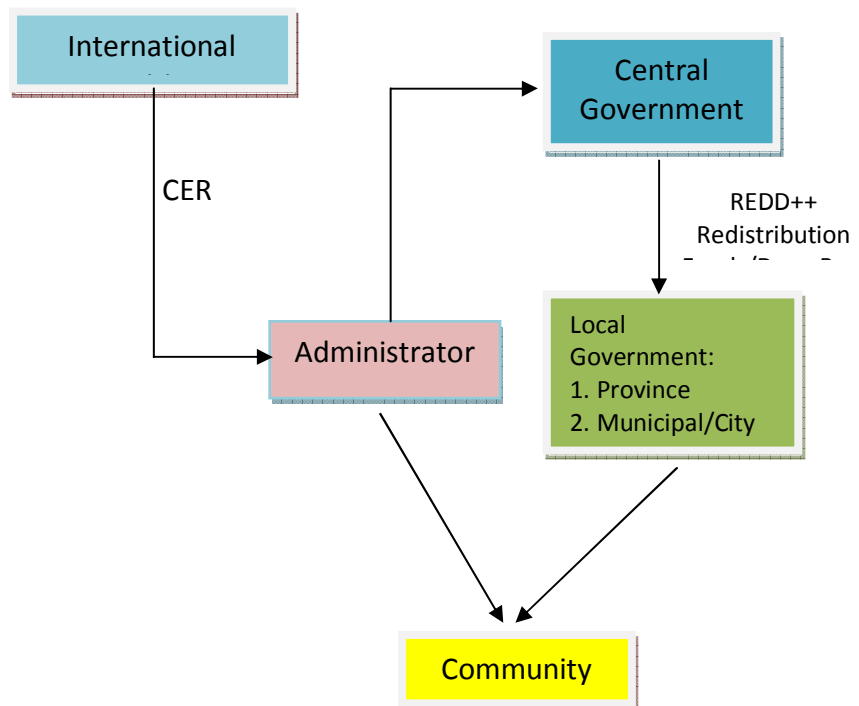 International
Central
Government
CER
REDD++
Redistribution
Administrator
Local
Government:
1. Province
2. Municipal/City
Community